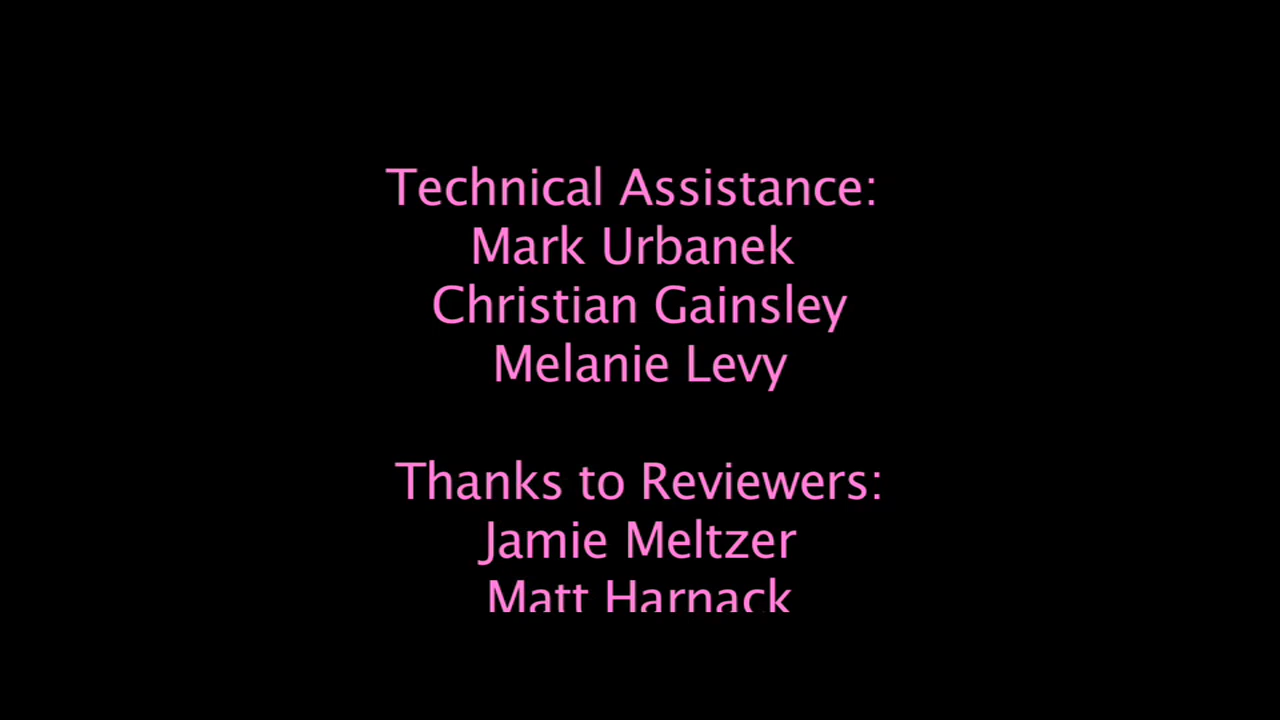 Technical Assistance:
Mark Urbanek
Christian Gainsley
Melanie Levy
Thanks to Reviewers:
Jamie Meltzer
Matt Harnack